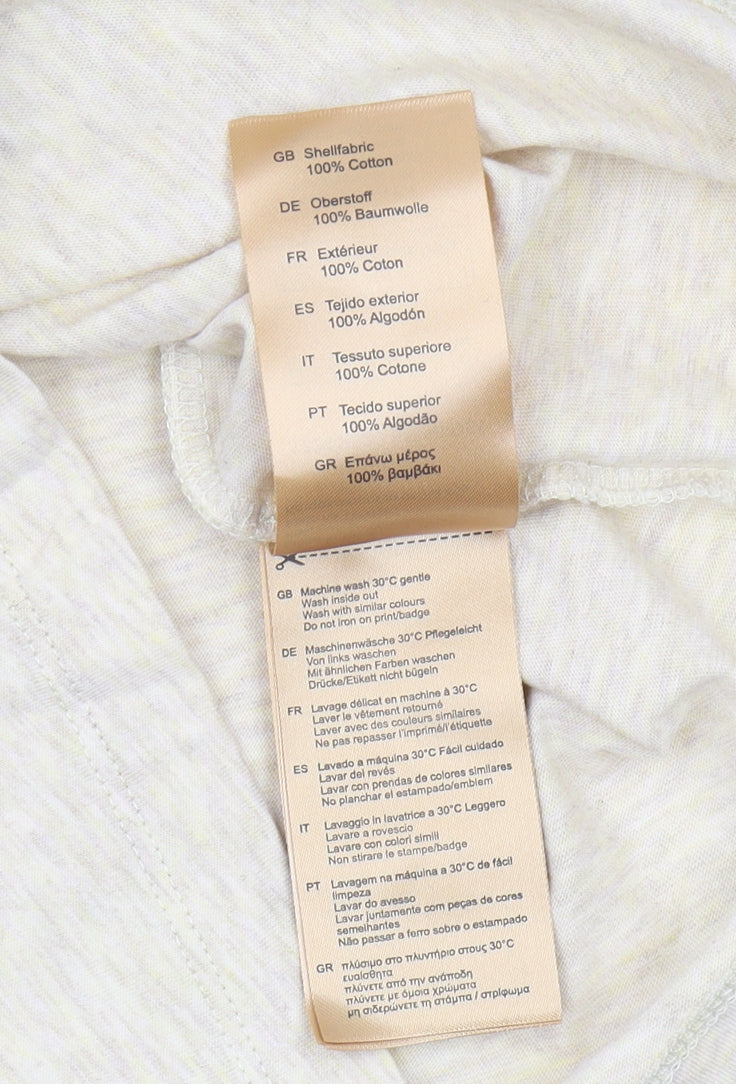 GB Shellfabric
100% Cotton
DE Oberstoff
100% Baumwolle
FR Extérieur
100% Coton
ES Tejido exterior
100% Algodón
IT Tessuto superiore
100% Cotone
PT Tecido superior
100% Algodão
GR Επάνω μέρος
100% βαμβάκι
GB Machine wash 30°C gentle
Wash inside out
Wash with similar colours
Do not iron on print/badge
DE Maschinenwäsche 30°C Pflegeleicht
Von links waschen
Mit ähnlichen Farben waschen
Drücke/Etikett nicht bügeln
FR Lavage délicat en machine à 30°C
Laver le vêtement retourné
Laver avec des couleurs similaires
Ne pas repasser l'imprimé/l'étiquette
ES Lavado a máquina 30°C Fácil cuidado
Lavar del revés
Lavar con prendas de colores similares
No planchar el estampado/emblem
IT Lavaggio in lavatrice a 30°C Leggero
Lavare a rovescio
Lavare con colori simili
Non stirare le stampe/badge
PT Lavagem na máquina a 30°C de fácil
limpeza
Lavar do avesso
Lavar juntamente com peças de cores
semelhantes
Não passar a ferro sobre o estampado
GR πλύσιμο στο πλυντήριο στους 30°C
ευαίσθητα
πλύνετε από την ανάποδη
πλύνετε με όμοια χρώματα
μη σιδερώνετε τη στάμπα / στρίφωμα